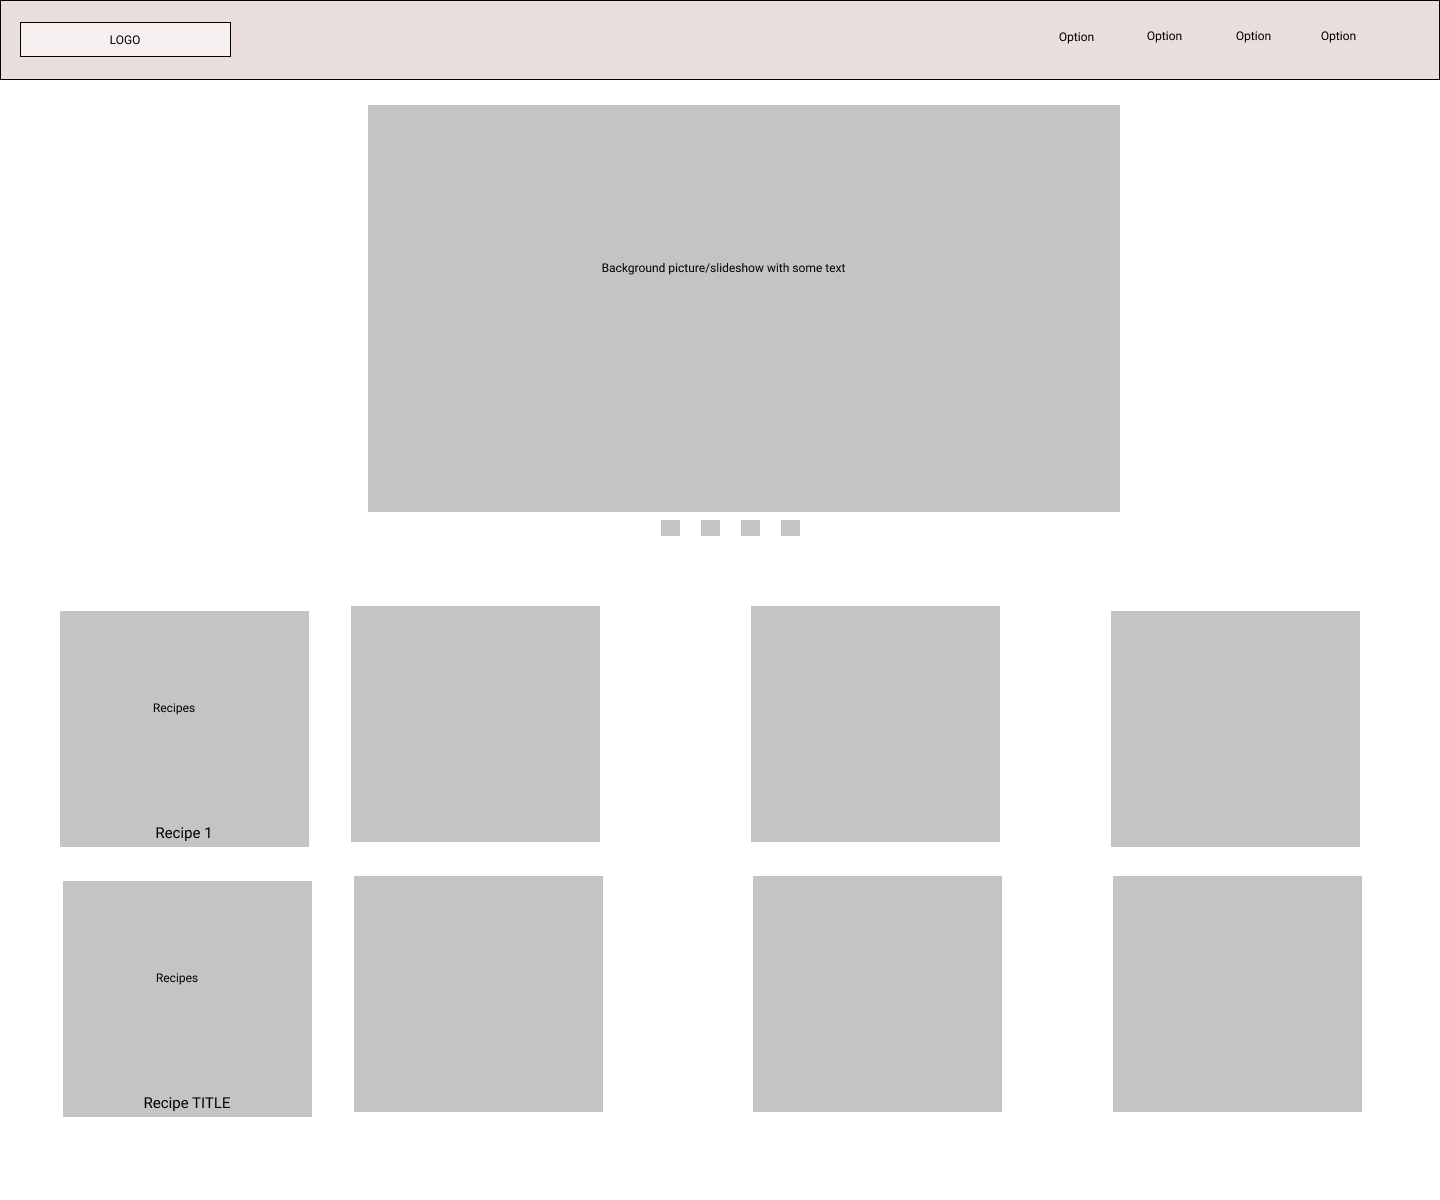 LOGO
Option
Option
Option
Option
Background picture/slideshow with some text
Recipes
Recipe 1
Recipes
Recipe TITLE